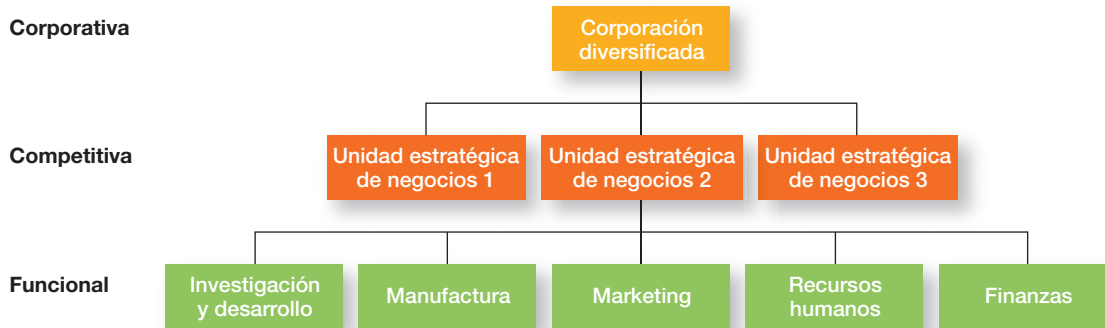 Corporativa
Corporación
diversificada
Competitiva
Unidad estratégica
de negocios 1
Unidad estratégica
de negocios 2
Unidad estratégica
de negocios 3
Funcional
Investigación
y desarrollo
Manufactura
Marketing
Recursos
humanos
Finanzas